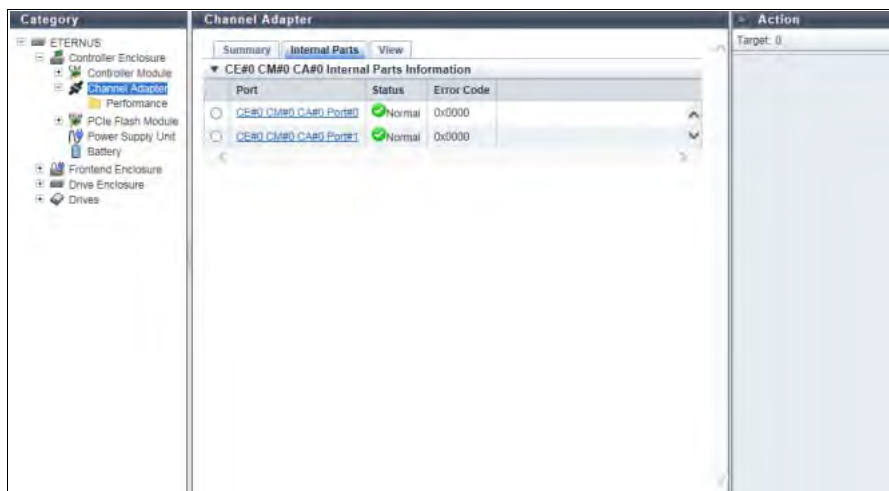 Category
ETERNUS
Controller Enclosure
Controller Module
Channel Adapter
Performance
PCIe Flash Module
Power Supply Unit
Battery
Frontend Enclosure
Drive Enclosure
Drives
Channel Adapter
Summary Internal Parts View
CE#0 CM#0 CA#0 Internal Parts Information
Port Status Error Code
CE#0 CM#0 CA#0 Port#0 Normal 0x0000
CE#0 CM#0 CA#0 Port#1 Normal 0x0000
Action
Target: 0